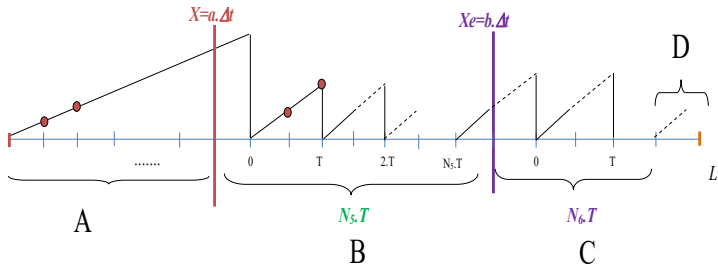 X=a.Δt
Xe=b.Δt
D
.......
0
T
2.T
N₅.T
0
T
L
A
N₅.T
N₆.T
B
C